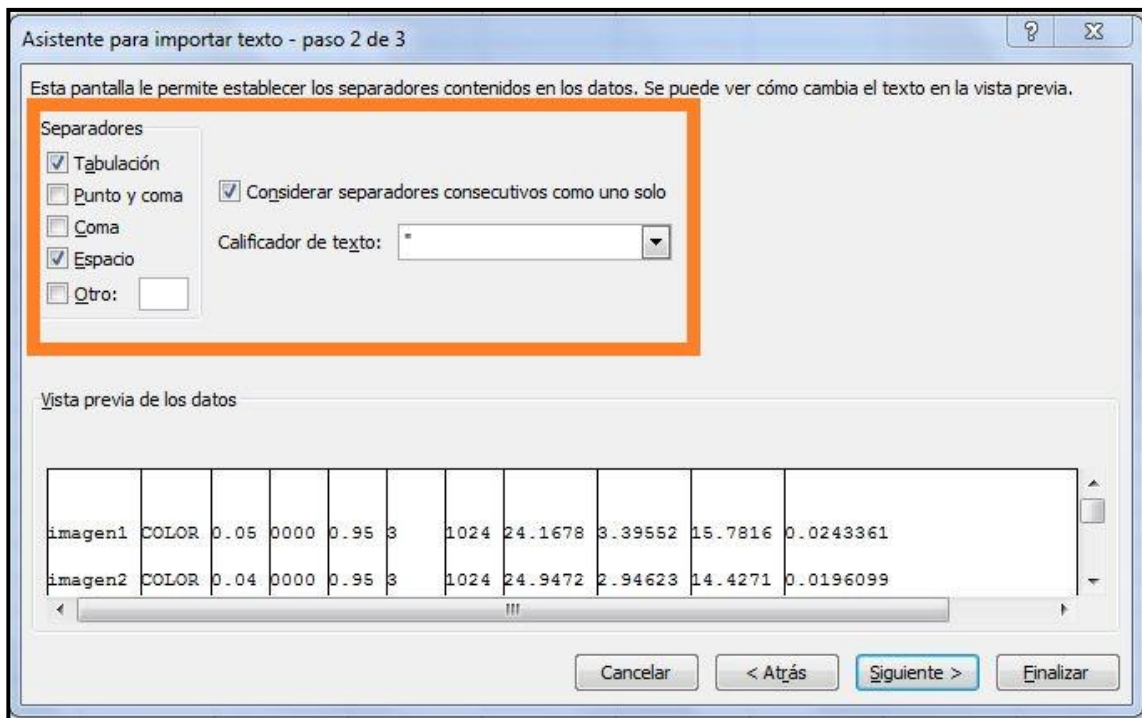 Asistente para importar texto - paso 2 de 3
Esta pantalla le permite establecer los separadores contenidos en los datos. Se puede ver cómo cambia el texto en la vista previa.
Separadores
Tabulación
Punto y coma
Coma
Espacio
Otro:
Considerar separadores consecutivos como uno solo
Calificador de texto: "
Vista previa de los datos
imagen1 COLOR 0.05 0000 0.95 3 1024 24.1678 3.39552 15.7816 0.0243361
imagen2 COLOR 0.04 0000 0.95 3 1024 24.9472 2.94623 14.4271 0.0196099
Cancelar
< Atrás
Siguiente >
Finalizar